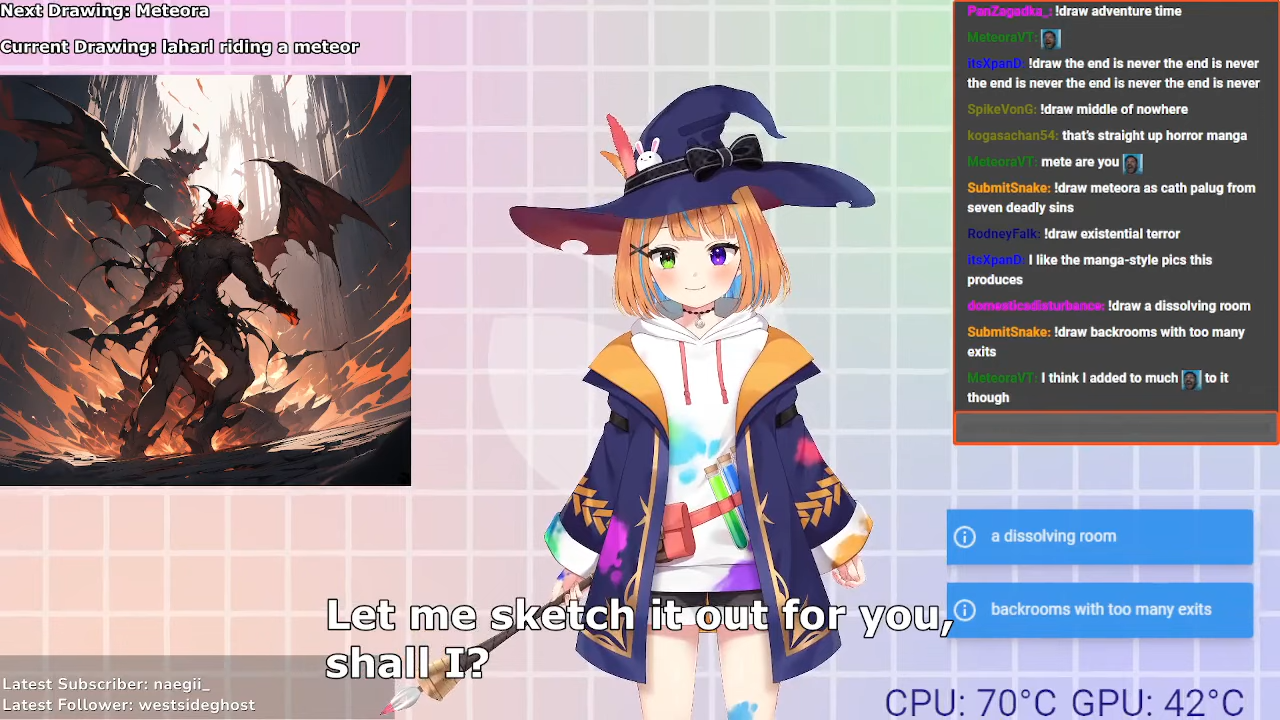 Next Drawing: Meteora
Current Drawing: laharl riding a meteor
PanZagadka_: !draw adventure time
MeteoraVT:
itsXpanD: !draw the end is never the end is never
the end is never the end is never the end is never
SpikeVonG: !draw middle of nowhere
kogasachan54: that's straight up horror manga
MeteoraVT: mete are you
SubmitSnake: !draw meteora as cath palug from
seven deadly sins
RodneyFalk: !draw existential terror
itsXpanD: I like the manga-style pics this
produces
domesticadisturbance: !draw a dissolving room
SubmitSnake: !draw backrooms with too many
exits
MeteoraVT: I think I added to much to it
though
a dissolving room
backrooms with too many exits
Let me sketch it out for you,
shall I?
Latest Subscriber: naegii_
Latest Follower: westsideghost
CPU: 70°C GPU: 42°C